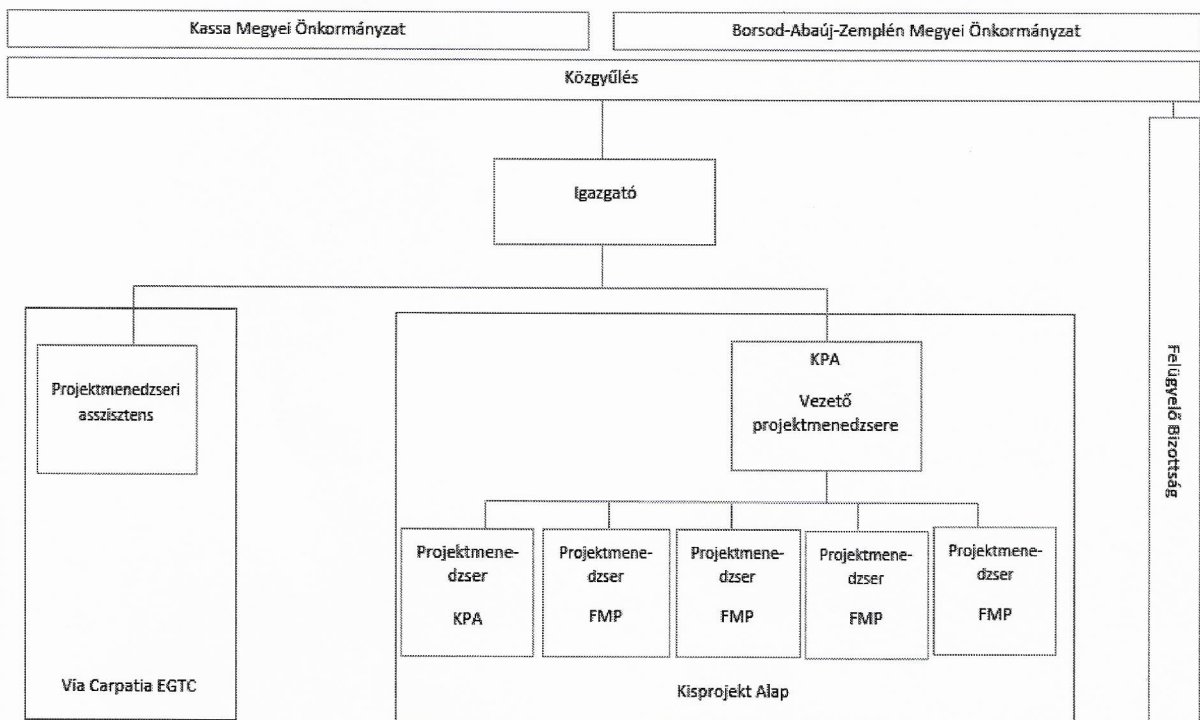 Kassa Megyei Önkormányzat
Borsod-Abaúj-Zemplén Megyei Önkormányzat
Közgyűlés
Igazgató
Projektmenedzseri
asszisztens
Via Carpatia EGTC
KPA
Vezető
projektmenedzsere
Projektmene-
dzser
KPA
Projektmene-
dzser
FMP
Projektmene-
dzser
FMP
Projektmene-
dzser
FMP
Projektmene-
dzser
FMP
Kisprojekt Alap
Felügyelő Bizottság